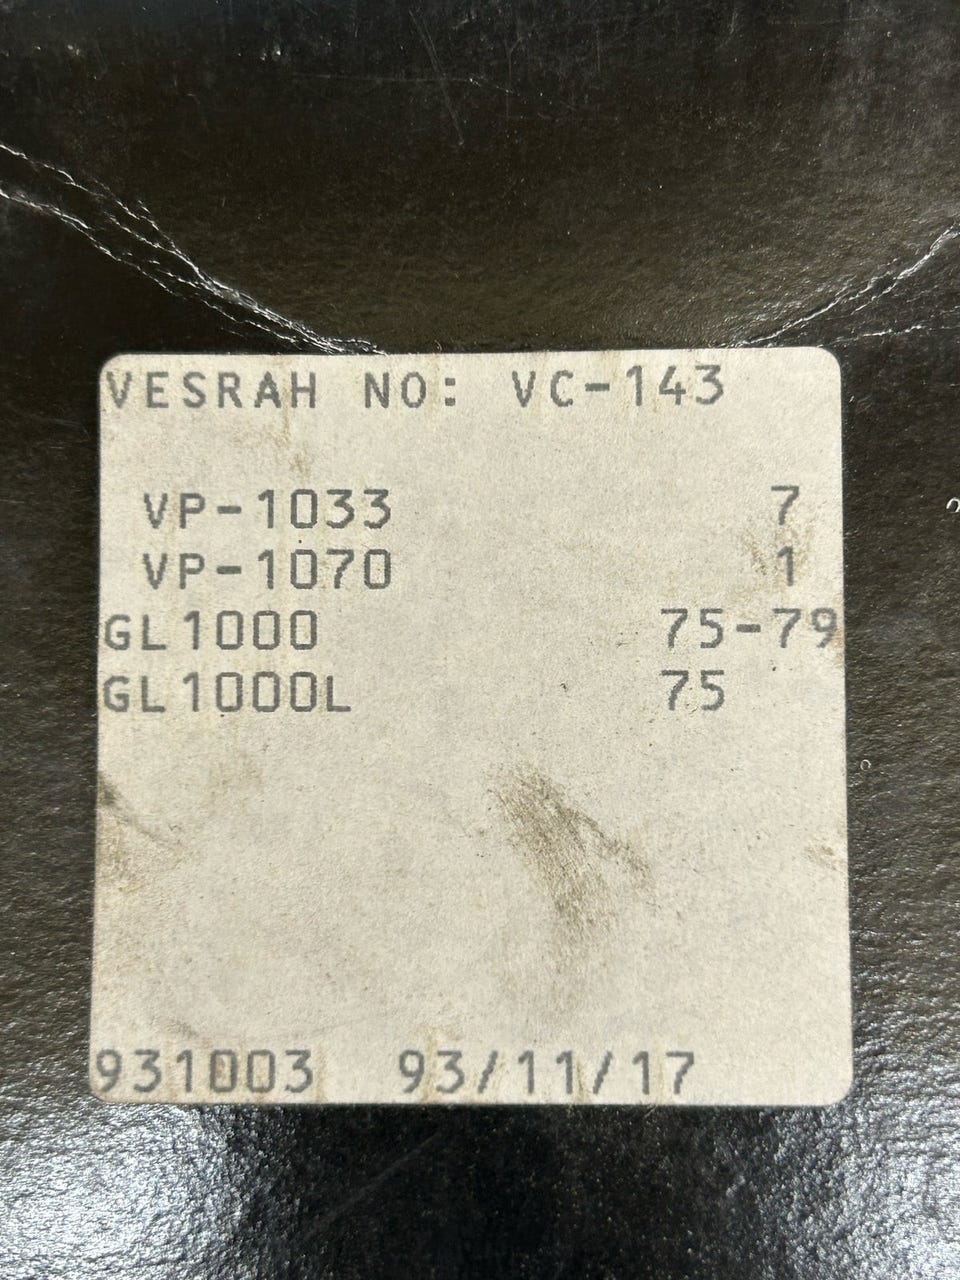 VESRAH NO: VC-143
VP-1033 7
VP-1070 1
GL1000 75-79
GL1000L 75
931003 93/11/17